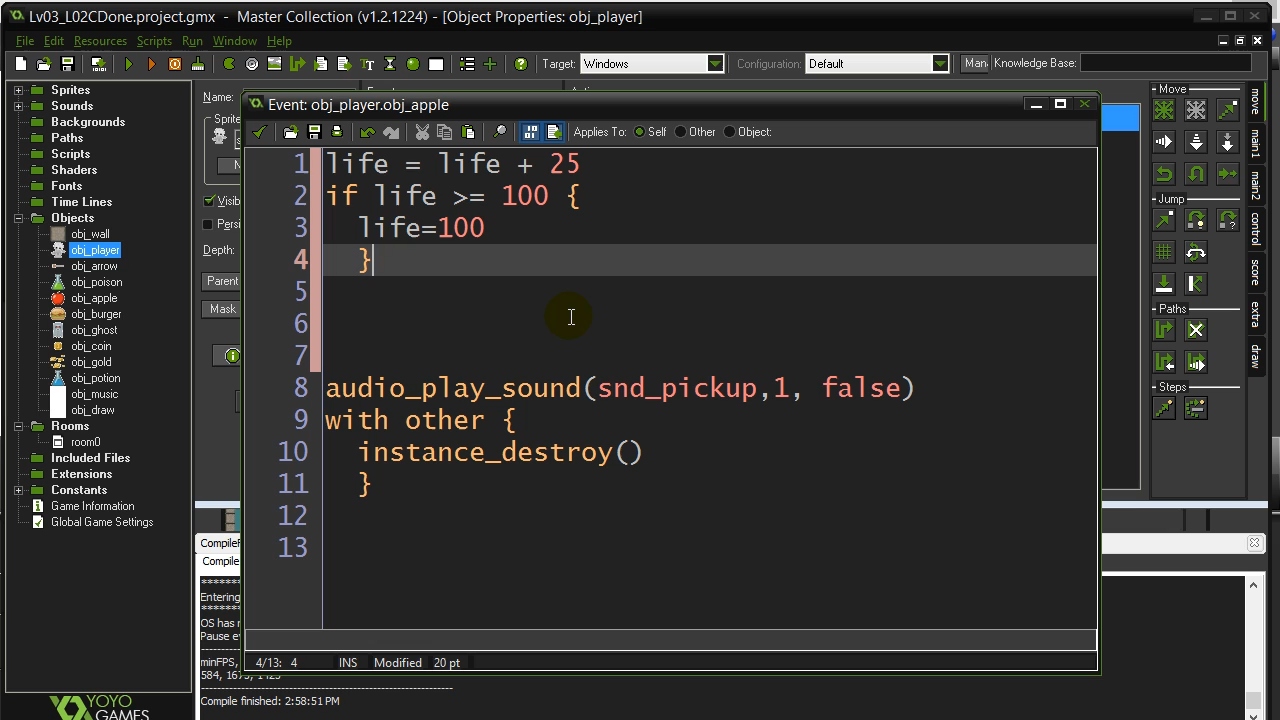 Lv03_L02CDone.project.gmx - Master Collection (v1.2.1224) - [Object Properties: obj_player]
File Edit Resources Scripts Run Window Help
Target: Windows Configuration: Default Man Knowledge Base:
Sprites
Sounds
Backgrounds
Paths
Scripts
Shaders
Fonts
Time Lines
Objects
obj_wall
obj_player
obj_arrow
obj_poison
obj_apple
obj_burger
obj_ghost
obj_coin
obj_gold
obj_potion
obj_music
obj_draw
Rooms
room0
Included Files
Extensions
Constants
Game Information
Global Game Settings
YOYO
GAMES
Name:
Visib
Depth:
Parent
Mask
Event: obj_player.obj_apple
Applies To: Self Other Object:
1 life = life + 25
2 if life >= 100 {
3 life=100
4 }
5
6
7
8 audio_play_sound(snd_pickup,1, false)
9 with other {
10 instance_destroy()
11 }
12
13
4/13: 4 INS Modified 20 pt
Compile
Entering
OS has
Pause
minFPS,
Compile finished: 2:58:51 PM
Move
Jump
Paths
Steps
move
main1
main2
control
score
extra
draw